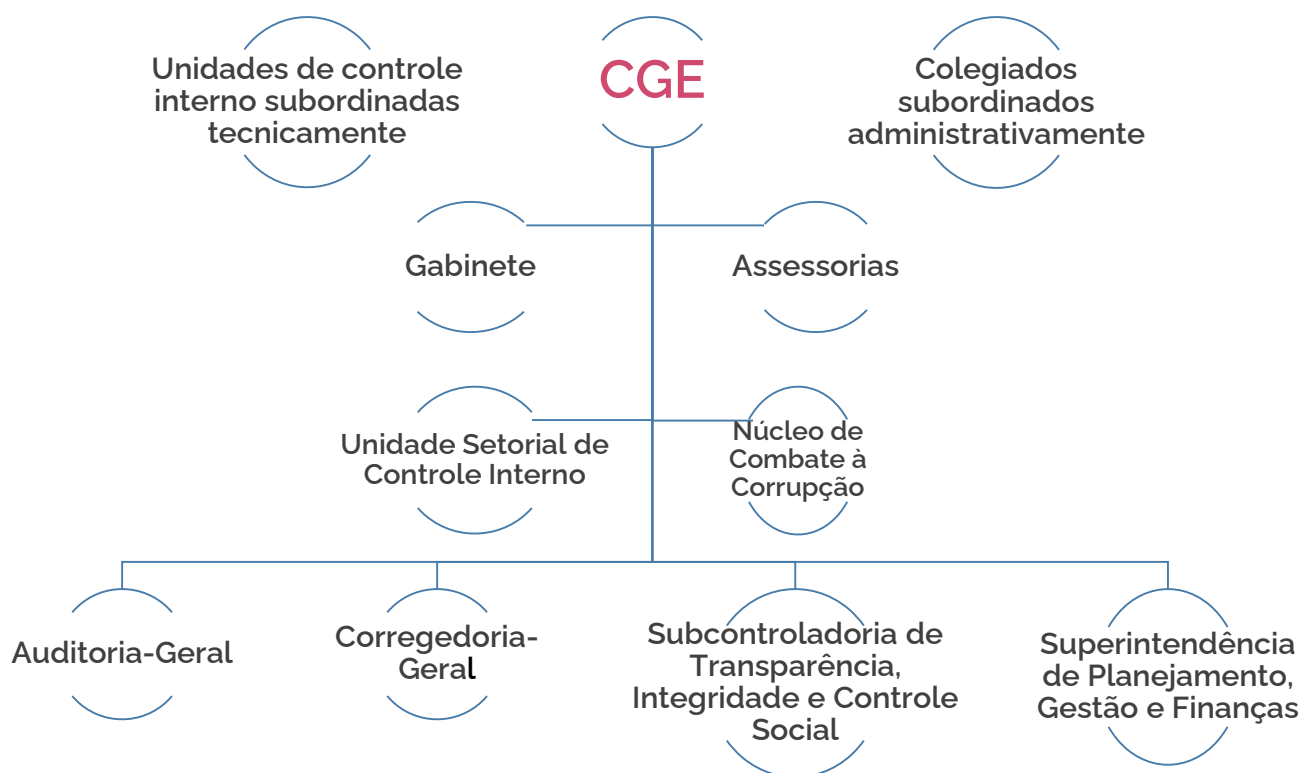 Unidades de controle
interno subordinadas
tecnicamente
CGE
Colegiados
subordinados
administrativamente
Gabinete
Assessorias
Unidade Setorial de
Controle Interno
Núcleo de
Combate à
Corrupção
Auditoria-Geral
Corregedoria-
Geral
Subcontroladoria de
Transparência,
Integridade e Controle
Social
Superintendência
de Planejamento,
Gestão e Finanças